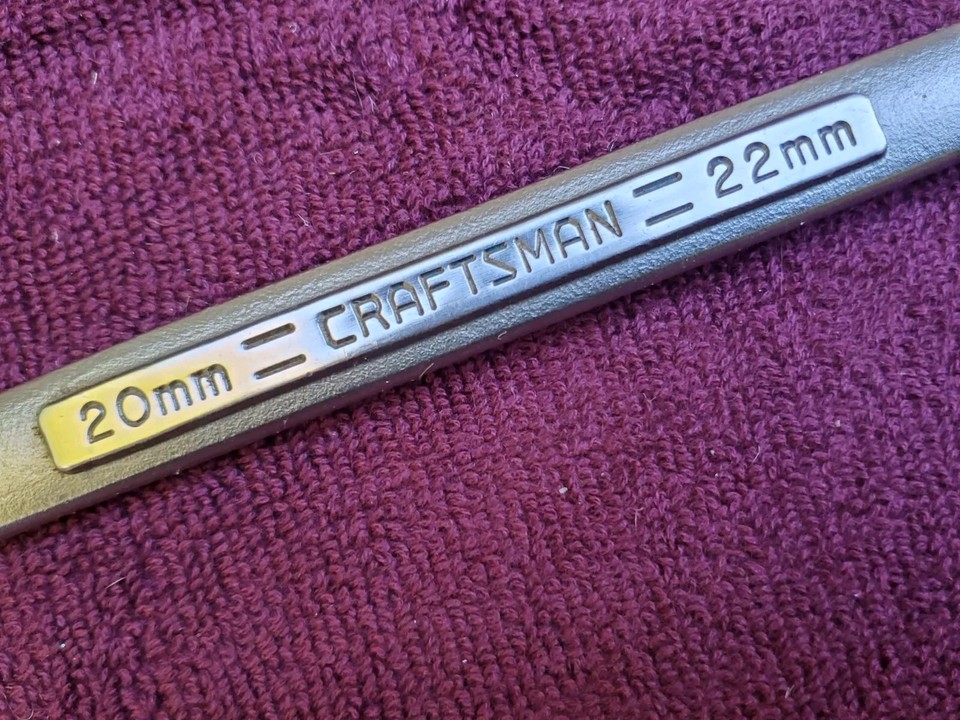 20mm = CRAFTSMAN = 22mm